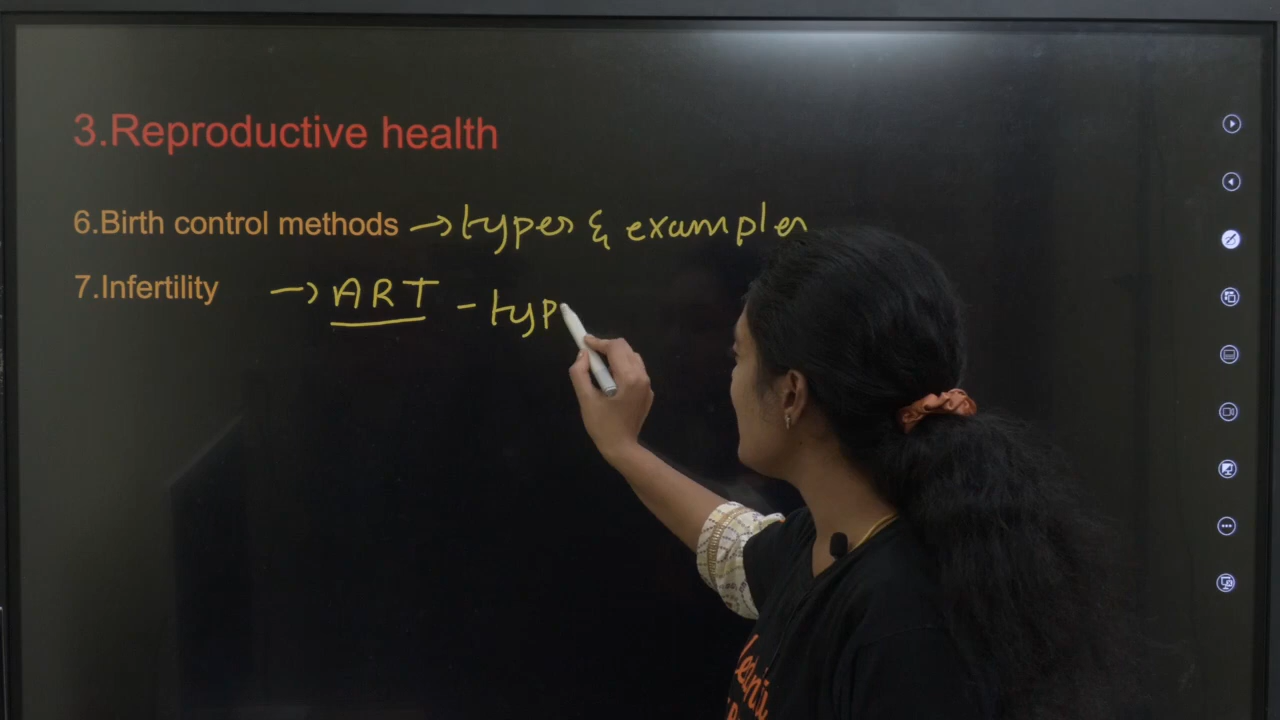 3.Reproductive health
6.Birth control methods → types & examples
7.Infertility → ART - typ